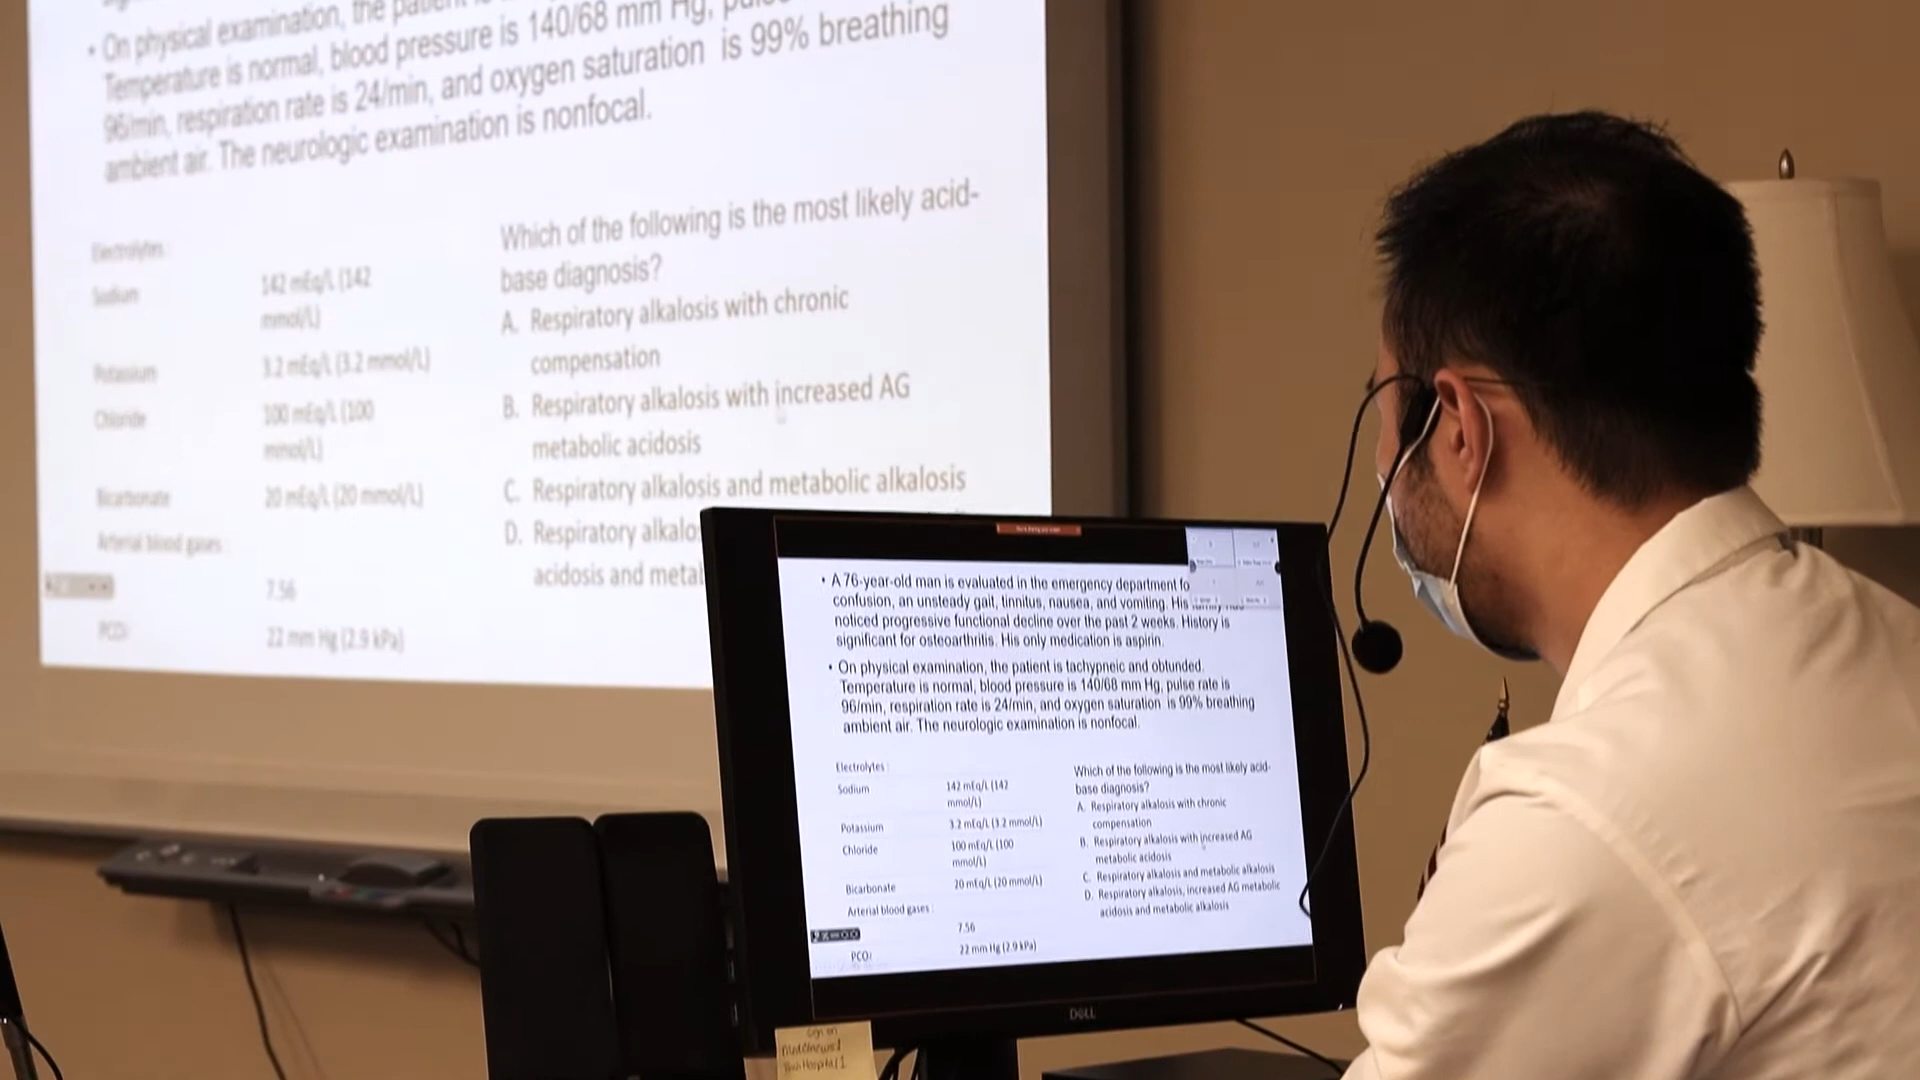 • On physical examination, the
Temperature is normal, blood pressure is 140/68 mm Hg,
96/min, respiration rate is 24/min, and oxygen saturation is 99% breathing
ambient air. The neurologic examination is nonfocal.
Electrolytes
Sodium
142 mEq/L (142
mmol/L)
Potassium
3.2 mEq/L (3.2 mmol/L)
Chloride
100 mEq/L (100
mmol/L)
Bicarbonate
20 mEq/L (20 mmol/L)
Arterial blood gases
7.56
PCO2
22 mm Hg (2.9 kPa)
Which of the following is the most likely acid-
base diagnosis?
A. Respiratory alkalosis with chronic
compensation
B. Respiratory alkalosis with increased AG
metabolic acidosis
C. Respiratory alkalosis and metabolic alkalosis
D. Respiratory alkalo
acidosis and meta
• A 76-year-old man is evaluated in the emergency department fo
confusion, an unsteady gait, tinnitus, nausea, and vomiting. His
noticed progressive functional decline over the past 2 weeks. History is
significant for osteoarthritis. His only medication is aspirin.
• On physical examination, the patient is tachypneic and obtunded.
Temperature is normal, blood pressure is 140/68 mm Hg, pulse rate is
96/min, respiration rate is 24/min, and oxygen saturation is 99% breathing
ambient air. The neurologic examination is nonfocal.
Electrolytes :
Sodium
142 mEq/L (142
mmol/L)
Potassium
3.2 mEq/L (3.2 mmol/L)
Chloride
100 mEq/L (100
mmol/L)
Bicarbonate
20 mEq/L (20 mmol/L)
Arterial blood gases :
7.56
PCO2
22 mm Hg (2.9 kPa)
Which of the following is the most likely acid-
base diagnosis?
A. Respiratory alkalosis with chronic
compensation
B. Respiratory alkalosis with increased AG
metabolic acidosis
C. Respiratory alkalosis and metabolic alkalosis
D. Respiratory alkalosis, increased AG metabolic
acidosis and metabolic alkalosis
DELL
Sign on